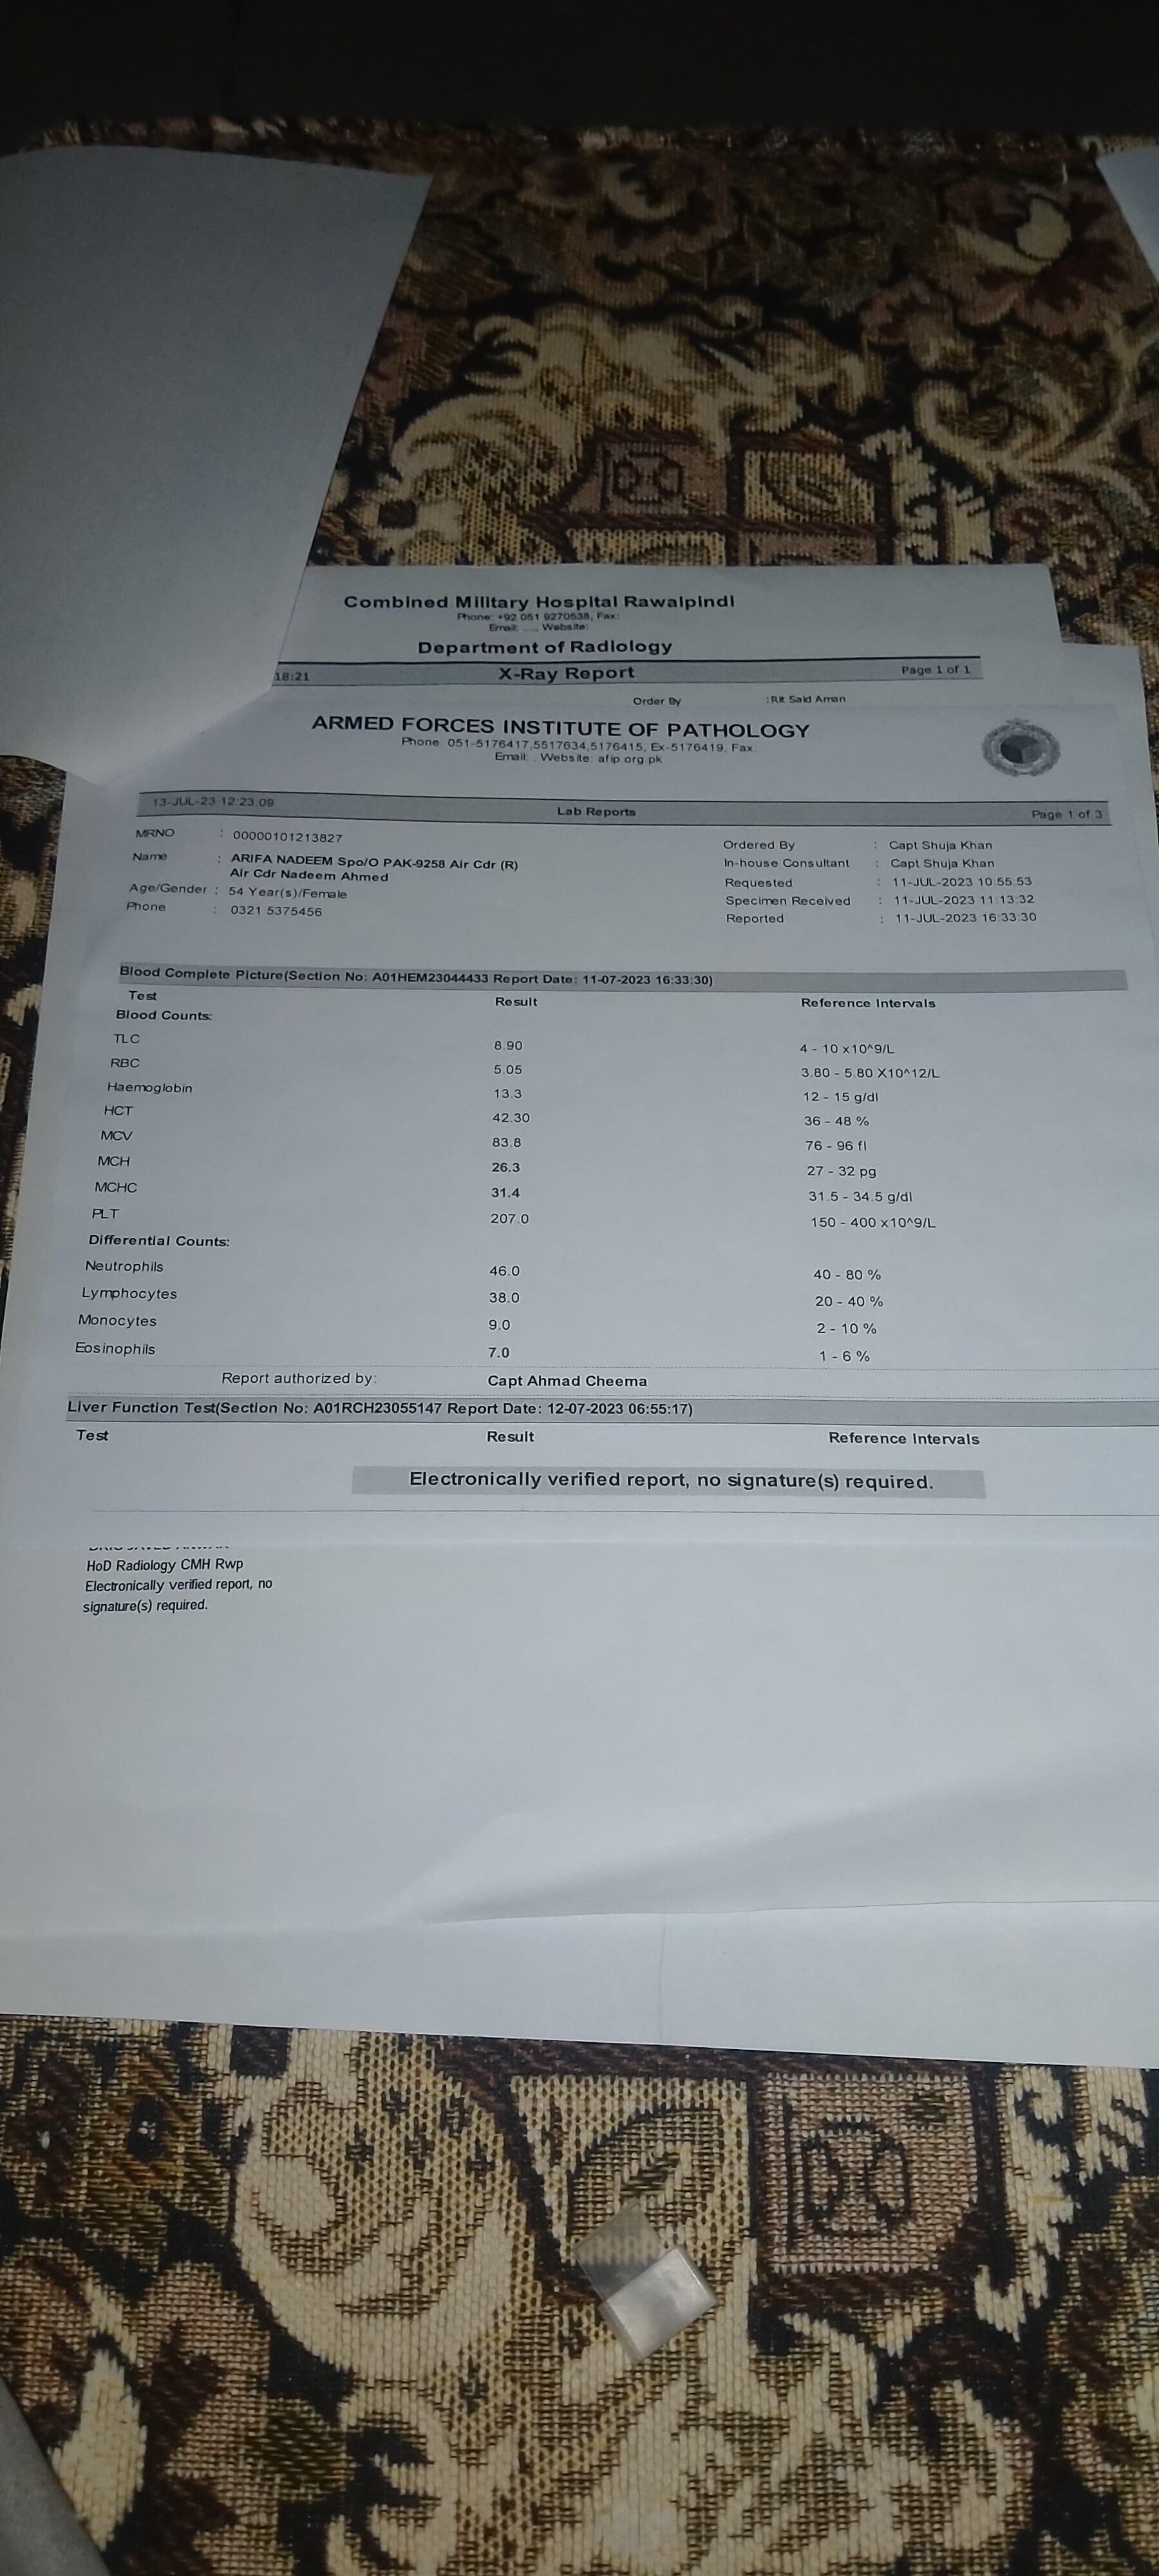 Combined Military Hospital Rawalpindi
Phone: +92 051 9270538, Fax:
Email: ..... Website:
Department of Radiology
18:21 X-Ray Report Page 1 of 1
Order By : Rit Said Aman
ARMED FORCES INSTITUTE OF PATHOLOGY
Phone: 051-5176417,5517634,5176415, Ex-5176419, Fax
Email: . Website: afip.org.pk
13-JUL-23 12:23:09 Lab Reports Page 1 of 3
MRNO : 00000101213827 Ordered By : Capt Shuja Khan
Name : ARIFA NADEEM Spo/O PAK-9258 Air Cdr (R) In-house Consultant : Capt Shuja Khan
Air Cdr Nadeem Ahmed Requested : 11-JUL-2023 10:55:53
Age/Gender : 54 Year(s)/Female Specimen Received : 11-JUL-2023 11:13:32
Phone : 0321 5375456 Reported : 11-JUL-2023 16:33:30
Blood Complete Picture(Section No: A01HEM23044433 Report Date: 11-07-2023 16:33:30)
Test Result Reference Intervals
Blood Counts:
TLC 8.90 4 - 10 x10^9/L
RBC 5.05 3.80 - 5.80 X10^12/L
Haemoglobin 13.3 12 - 15 g/dl
HCT 42.30 36 - 48 %
MCV 83.8 76 - 96 fl
MCH 26.3 27 - 32 pg
MCHC 31.4 31.5 - 34.5 g/dl
PLT 207.0 150 - 400 x10^9/L
Differential Counts:
Neutrophils 46.0 40 - 80 %
Lymphocytes 38.0 20 - 40 %
Monocytes 9.0 2 - 10 %
Eosinophils 7.0 1 - 6 %
Report authorized by: Capt Ahmad Cheema
Liver Function Test(Section No: A01RCH23055147 Report Date: 12-07-2023 06:55:17)
Test Result Reference Intervals
Electronically verified report, no signature(s) required.
HoD Radiology CMH Rwp
Electronically verified report, no
signature(s) required.